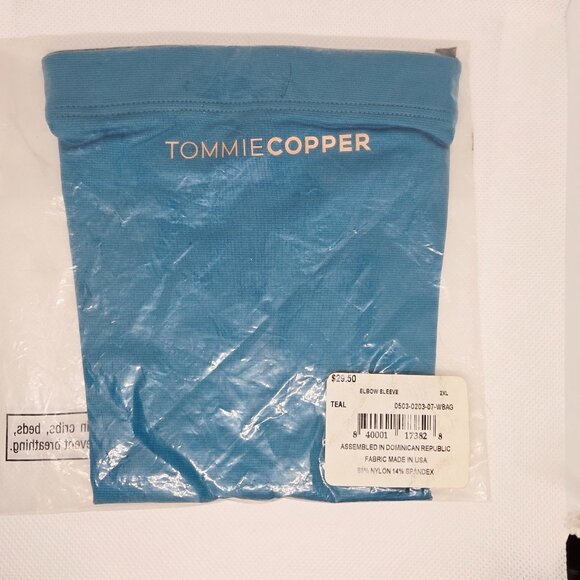 TOMMIECOPPER
$29.50
ELBOW SLEEVE 2XL
TEAL 0503-0203-07-WBAG
8 40001 17382 8
ASSEMBLED IN DOMINICAN REPUBLIC
FABRIC MADE IN USA
NYLON 14% SPANDEX
in cribs, beds,
event breathing.